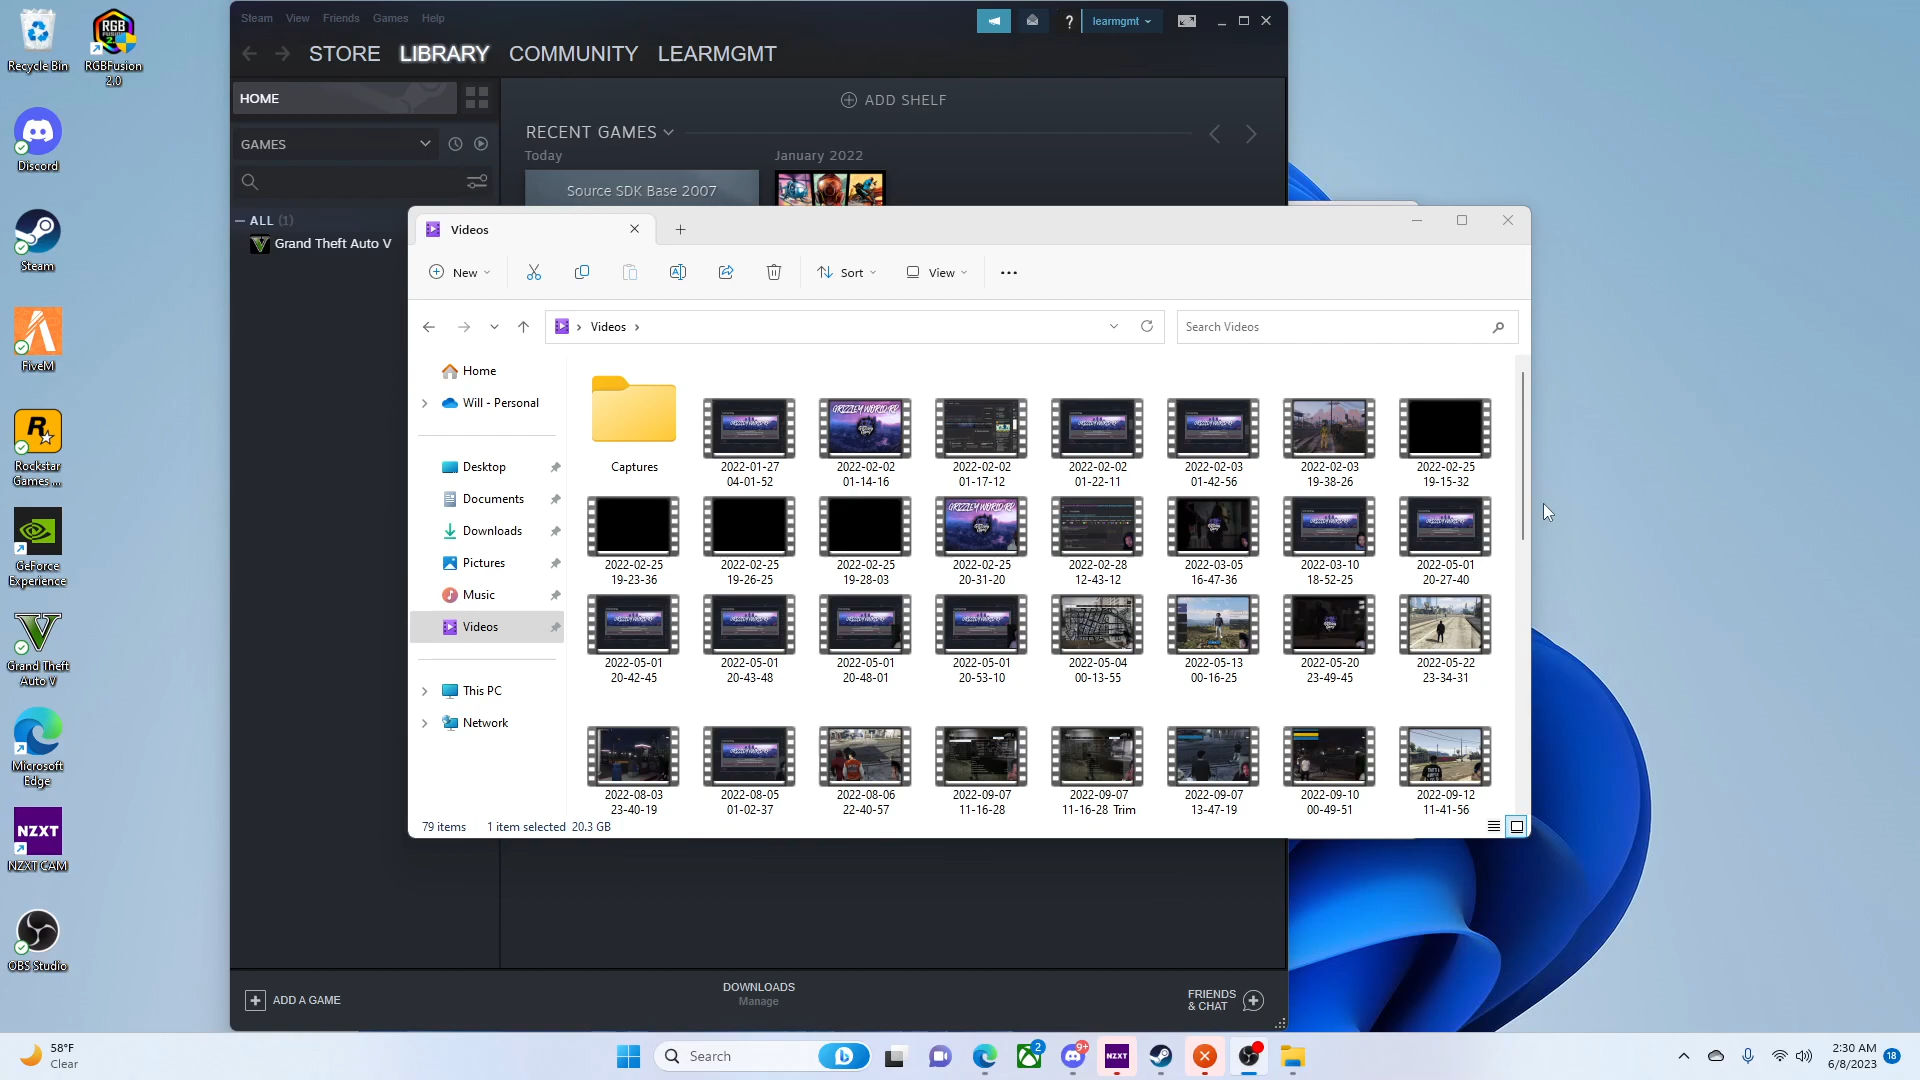 Recycle Bin
RGBFusion
2.0
Discord
Steam
FiveM
Rockstar
Games ...
GeForce
Experience
Grand Theft
Auto V
Microsoft
Edge
NZXT
NZXT CAM
OBS Studio
Steam View Friends Games Help
? learmgmt
STORE LIBRARY COMMUNITY LEARMGMT
HOME
ADD SHELF
GAMES
RECENT GAMES
Today
January 2022
Source SDK Base 2007
ALL (1)
Grand Theft Auto V
Videos
New
Sort
View
Videos
Search Videos
Home
Will - Personal
Desktop
Documents
Downloads
Pictures
Music
Videos
This PC
Network
GRIZZLEY WORLD RP
Captures
2022-01-27
04-01-52
2022-02-02
01-14-16
2022-02-02
01-17-12
2022-02-02
01-22-11
2022-02-03
01-42-56
2022-02-03
19-38-26
2022-02-25
19-15-32
GRIZZLEY WORLD RP
2022-02-25
19-23-36
2022-02-25
19-26-25
2022-02-25
19-28-03
2022-02-25
20-31-20
2022-02-28
12-43-12
2022-03-05
16-47-36
2022-03-10
18-52-25
2022-05-01
20-27-40
2022-05-01
20-42-45
2022-05-01
20-43-48
2022-05-01
20-48-01
2022-05-01
20-53-10
2022-05-04
00-13-55
2022-05-13
00-16-25
2022-05-20
23-49-45
2022-05-22
23-34-31
2022-08-03
23-40-19
2022-08-05
01-02-37
2022-08-06
22-40-57
2022-09-07
11-16-28
2022-09-07
11-16-28 Trim
2022-09-07
13-47-19
2022-09-10
00-49-51
2022-09-12
11-41-56
79 items 1 item selected 20.3 GB
ADD A GAME
DOWNLOADS
Manage
FRIENDS
& CHAT
58°F
Clear
Search
2
9+
NZXT
2:30 AM
6/8/2023
18